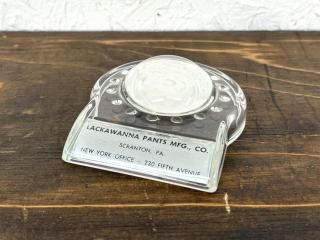 LACKAWANNA PANTS MFG., CO.
SCRANTON, PA.
NEW YORK OFFICE - 220 FIFTH AVENUE